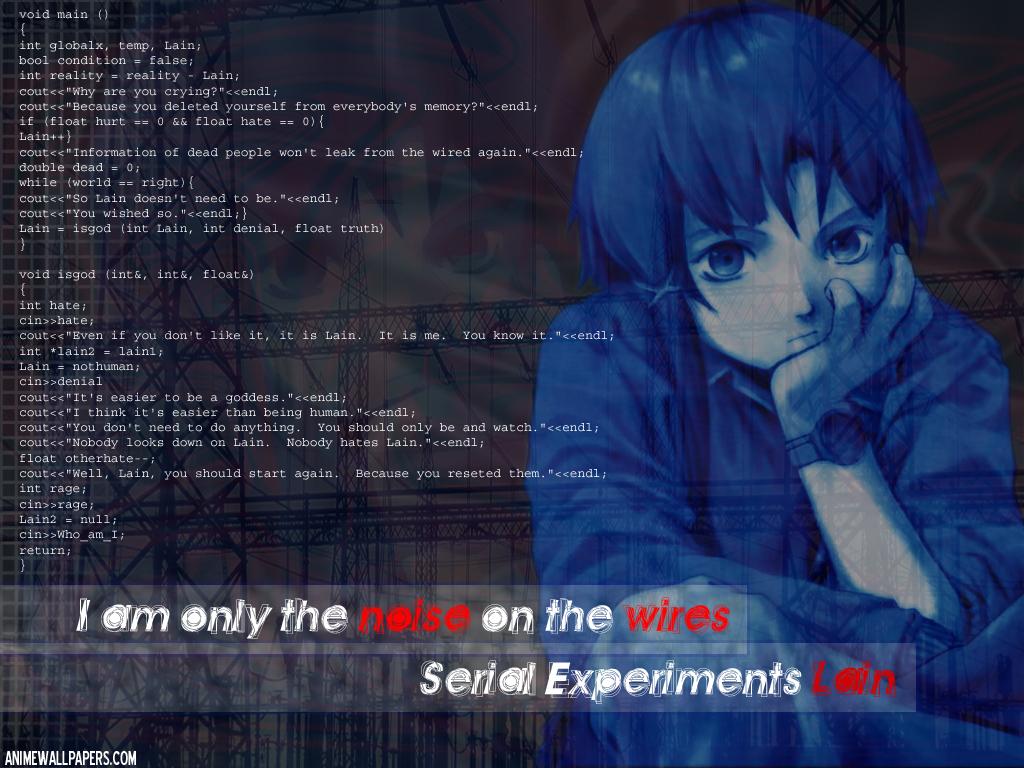 void main ()
{
int globalx, temp, Lain;
bool condition = false;
int reality = reality - Lain;
cout<<"Why are you crying?"<<endl;
cout<<"Because you deleted yourself from everybody's memory?"<<endl;
if (float hurt == 0 && float hate == 0){
Lain++}
cout<<"Information of dead people won't leak from the wired again."<<endl;
double dead = 0;
while (world == right){
cout<<"So Lain doesn't need to be."<<endl;
cout<<"You wished so."<<endl;}
Lain = isgod (int Lain, int denial, float truth)
}
void isgod (int&, int&, float&)
{
int hate;
cin>>hate;
cout<<"Even if you don't like it, it is Lain.  It is me.  You know it."<<endl;
int *lain2 = lain1;
Lain = nothuman;
cin>>denial
cout<<"It's easier to be a goddess."<<endl;
cout<<"I think it's easier than being human."<<endl;
cout<<"You don't need to do anything.  You should only be and watch."<<endl;
cout<<"Nobody looks down on Lain.  Nobody hates Lain."<<endl;
float otherhate--;
cout<<"Well, Lain, you should start again.  Because you reseted them."<<endl;
int rage;
cin>>rage;
Lain2 = null;
cin>>Who_am_I;
return;
}
I am only the noise on the wires
Serial Experiments Lain
ANIMEWALLPAPERS.COM